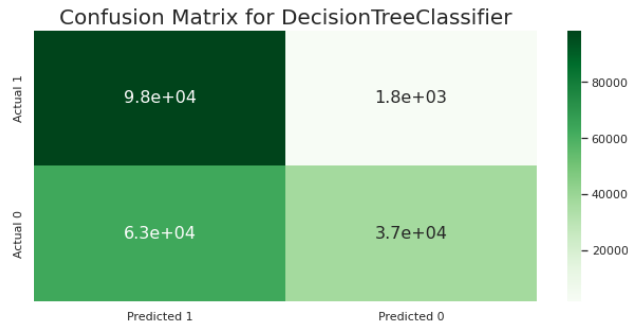 Confusion Matrix for DecisionTreeClassifier
Actual 1
9.8e+04
1.8e+03
Actual 0
6.3e+04
3.7e+04
Predicted 1
Predicted 0
80000
60000
40000
20000